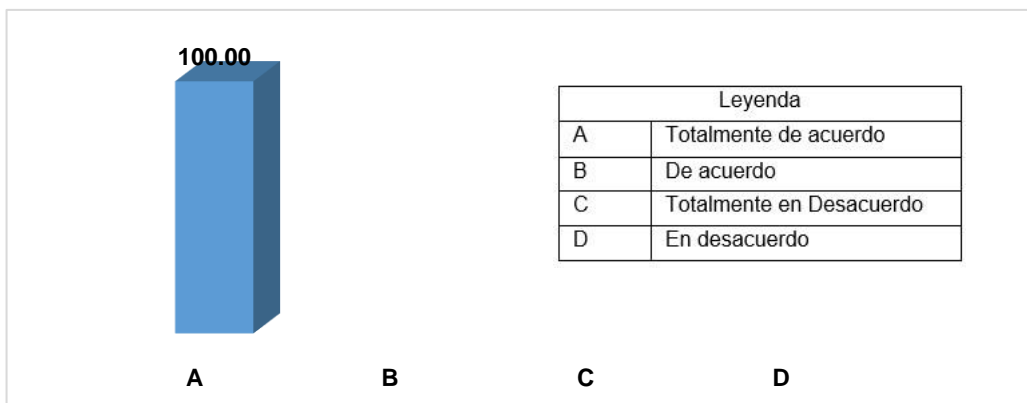 100.00
Leyenda
A Totalmente de acuerdo
B De acuerdo
C Totalmente en Desacuerdo
D En desacuerdo
A B C D